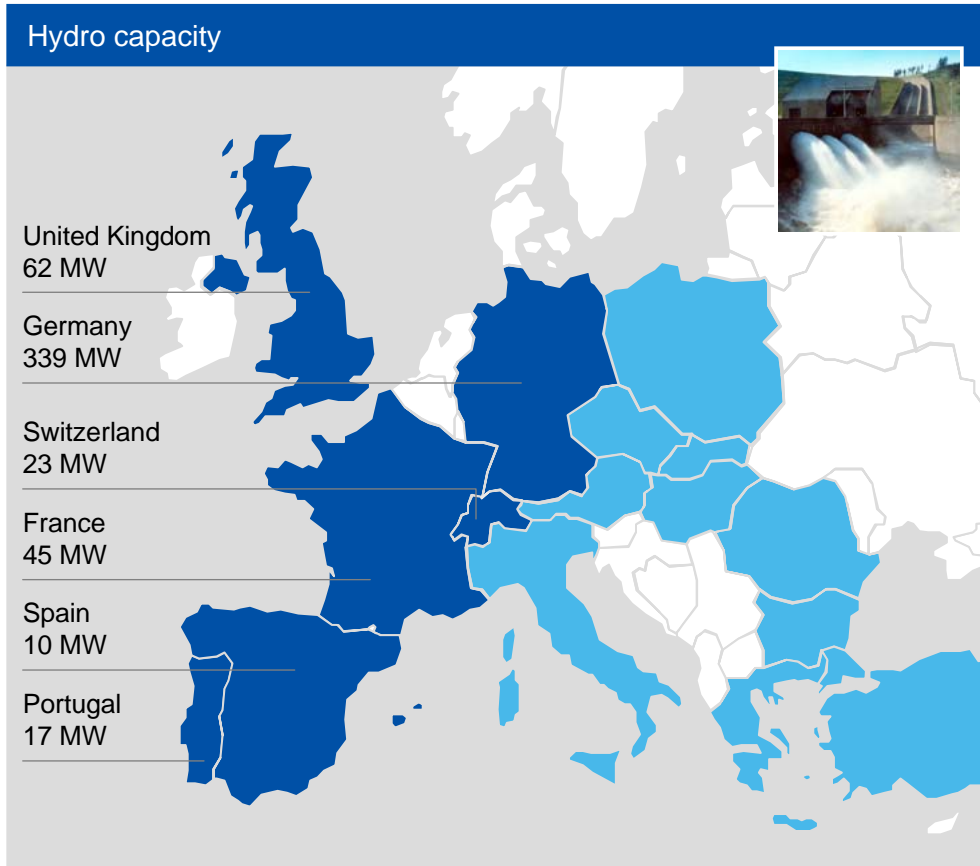 Hydro capacity
United Kingdom
62 MW
Germany
339 MW
Switzerland
23 MW
France
45 MW
Spain
10 MW
Portugal
17 MW